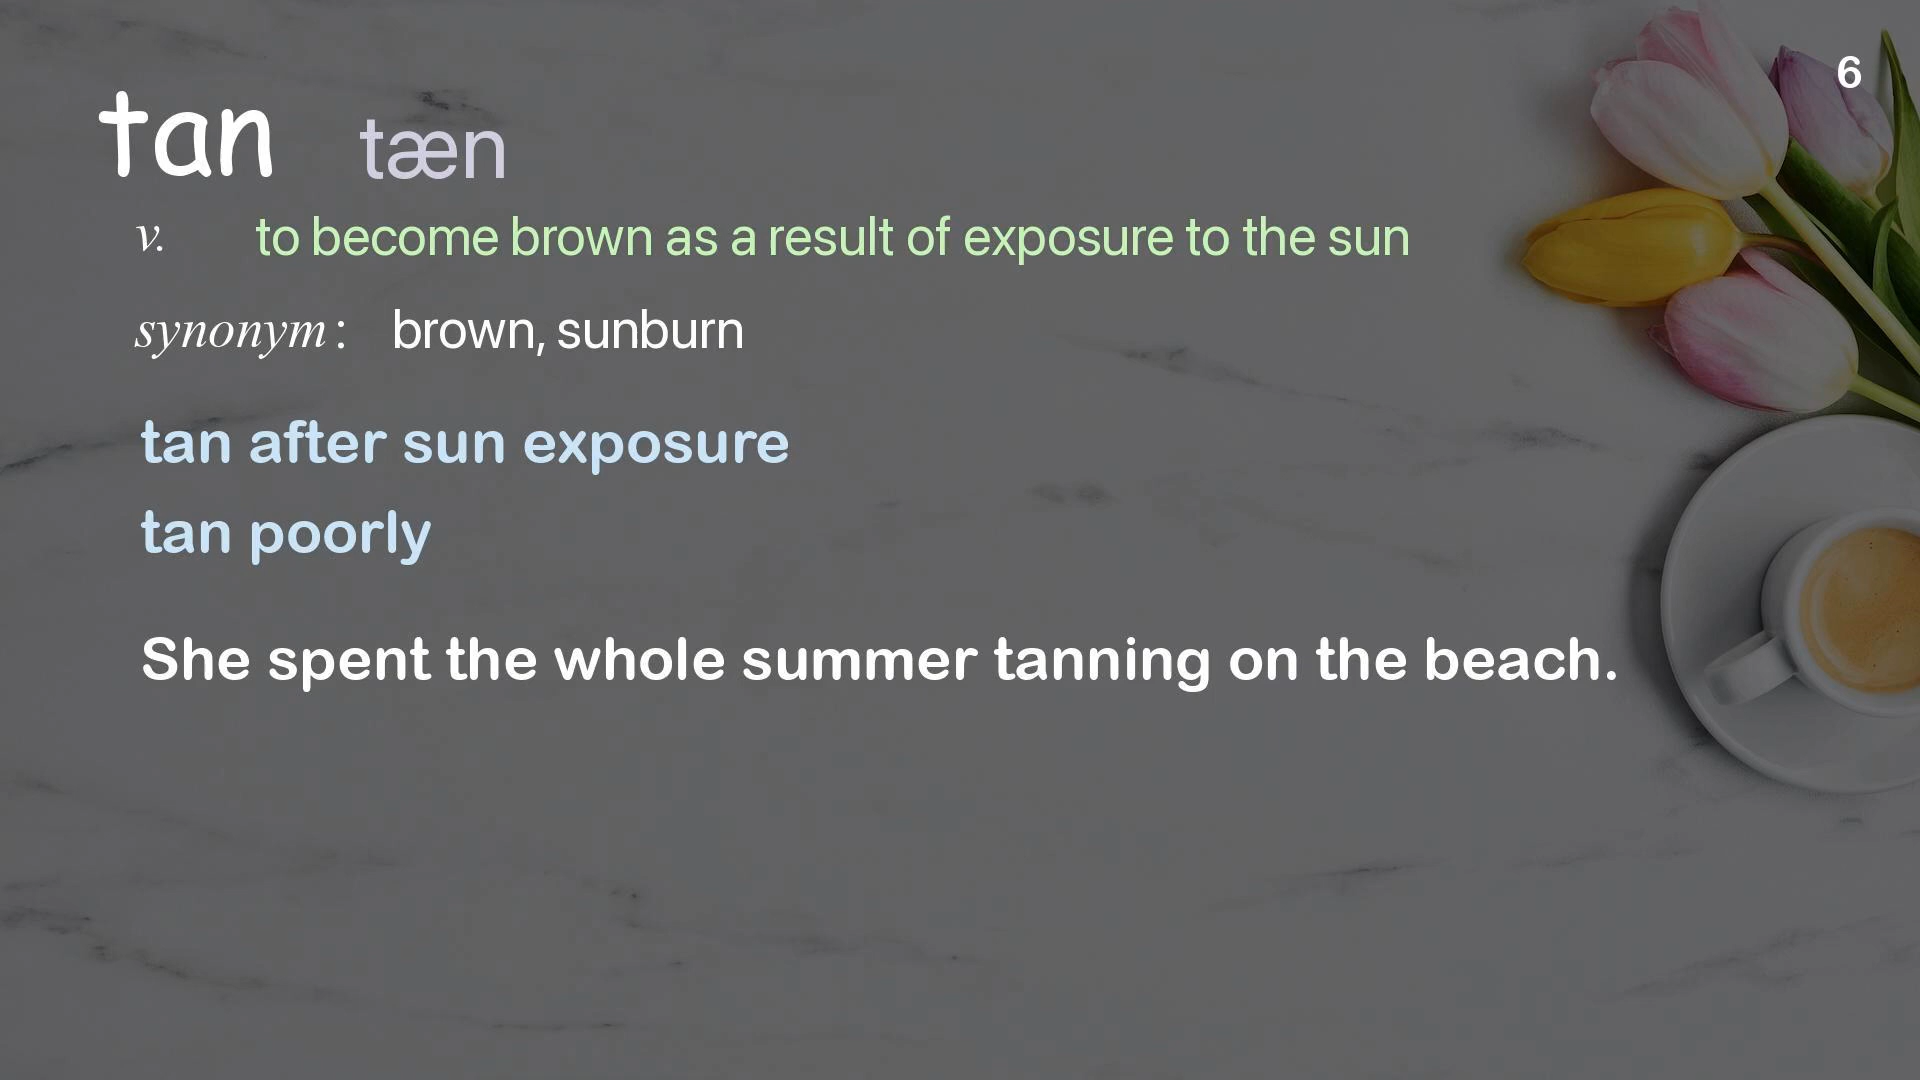 6
tan tæn
v. to become brown as a result of exposure to the sun
synonym: brown, sunburn
tan after sun exposure
tan poorly
She spent the whole summer tanning on the beach.